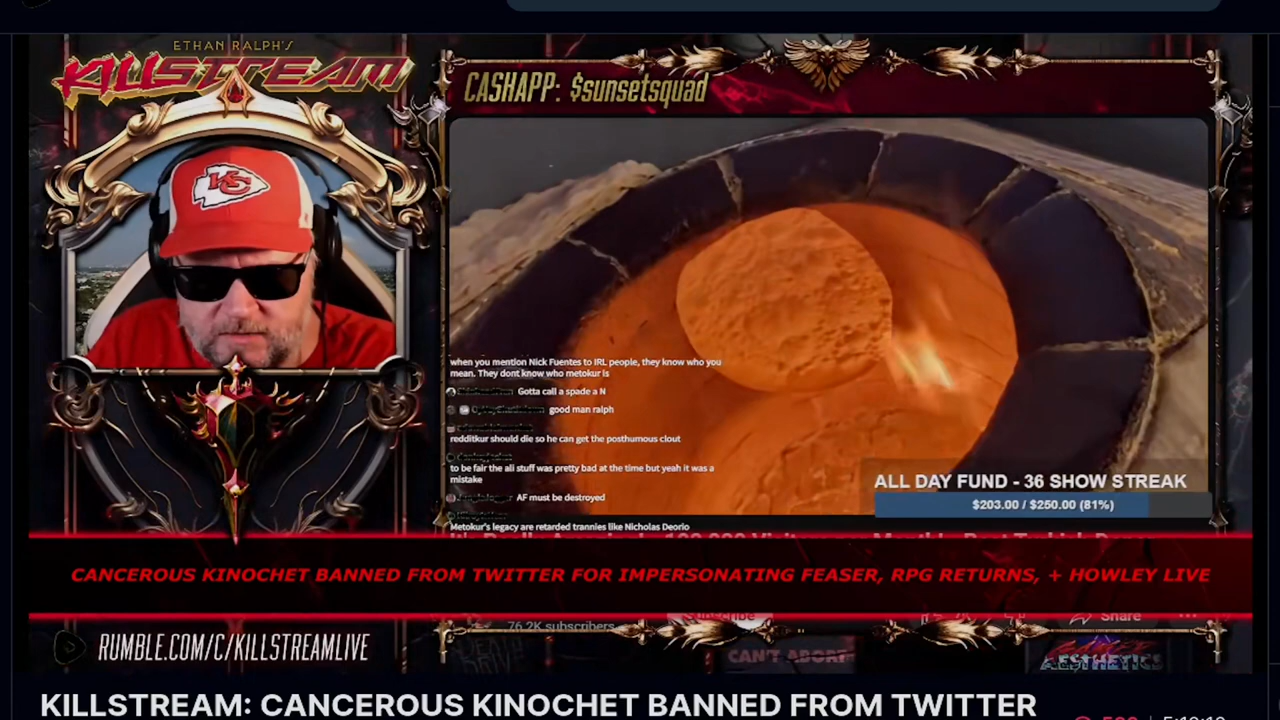 ETHAN RALPH'S
KILLSTREAM
CASHAPP: $sunsetsquad
when you mention Nick Fuentes to IRL people, they know who you
mean. They dont know who metokur is
Gotta call a spade a N
good man ralph
redditkur should die so he can get the posthumous clout
to be fair the ali stuff was pretty bad at the time but yeah it was a
mistake
AF must be destroyed
Metokur's legacy are retarded trannies like Nicholas Deorio
ALL DAY FUND - 36 SHOW STREAK
$203.00 / $250.00 (81%)
CANCEROUS KINOCHET BANNED FROM TWITTER FOR IMPERSONATING FEASER, RPG RETURNS, + HOWLEY LIVE
76.2K subscribers
Subscribe
Share
RUMBLE.COM/C/KILLSTREAMLIVE
CAN'T ABORT
AESTHETICS
KILLSTREAM: CANCEROUS KINOCHET BANNED FROM TWITTER